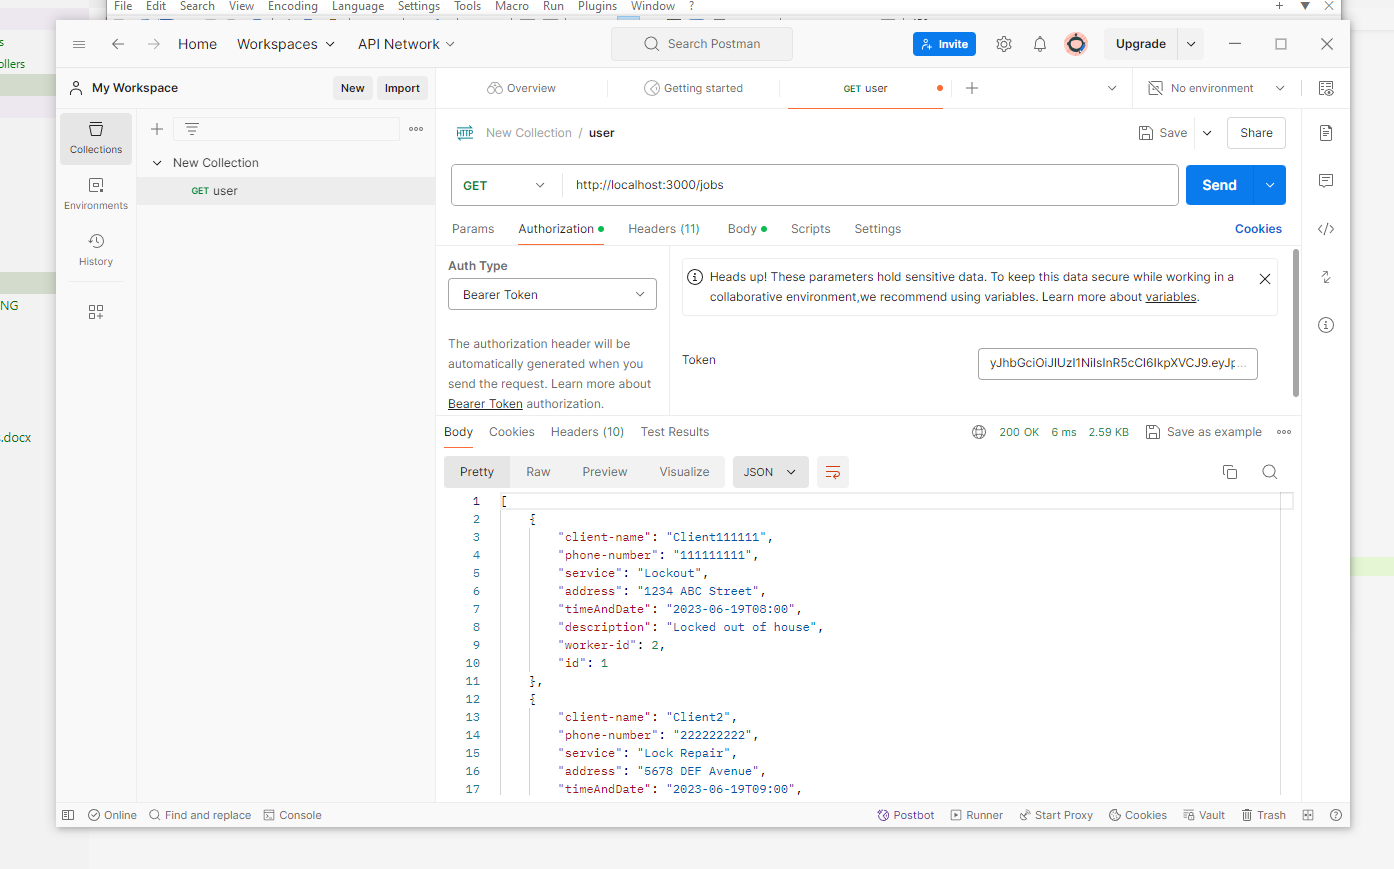 File Edit Search View Encoding Language Settings Tools Macro Run Plugins Window ? + ▼ X
Home Workspaces API Network Search Postman Invite Upgrade
s
ollers
My Workspace New Import Overview Getting started GET user + No environment
Collections
HTTP New Collection / user Save Share
New Collection
GET user
GET http://localhost:3000/jobs Send
Environments
Params Authorization Headers (11) Body Scripts Settings Cookies
History
Auth Type
Bearer Token
Heads up! These parameters hold sensitive data. To keep this data secure while working in a
collaborative environment,we recommend using variables. Learn more about variables.
NG
The authorization header will be
automatically generated when you
send the request. Learn more about
Bearer Token authorization.
Token yJhbGciOiJIUzI1NiIsInR5cCI6IkpXVCJ9.eyJp...
s.docx
Body Cookies Headers (10) Test Results 200 OK 6 ms 2.59 KB Save as example
Pretty Raw Preview Visualize JSON
1 [
2 {
3 "client-name": "Client111111",
4 "phone-number": "111111111",
5 "service": "Lockout",
6 "address": "1234 ABC Street",
7 "timeAndDate": "2023-06-19T08:00",
8 "description": "Locked out of house",
9 "worker-id": 2,
10 "id": 1
11 },
12 {
13 "client-name": "Client2",
14 "phone-number": "222222222",
15 "service": "Lock Repair",
16 "address": "5678 DEF Avenue",
17 "timeAndDate": "2023-06-19T09:00",
Online Find and replace Console Postbot Runner Start Proxy Cookies Vault Trash